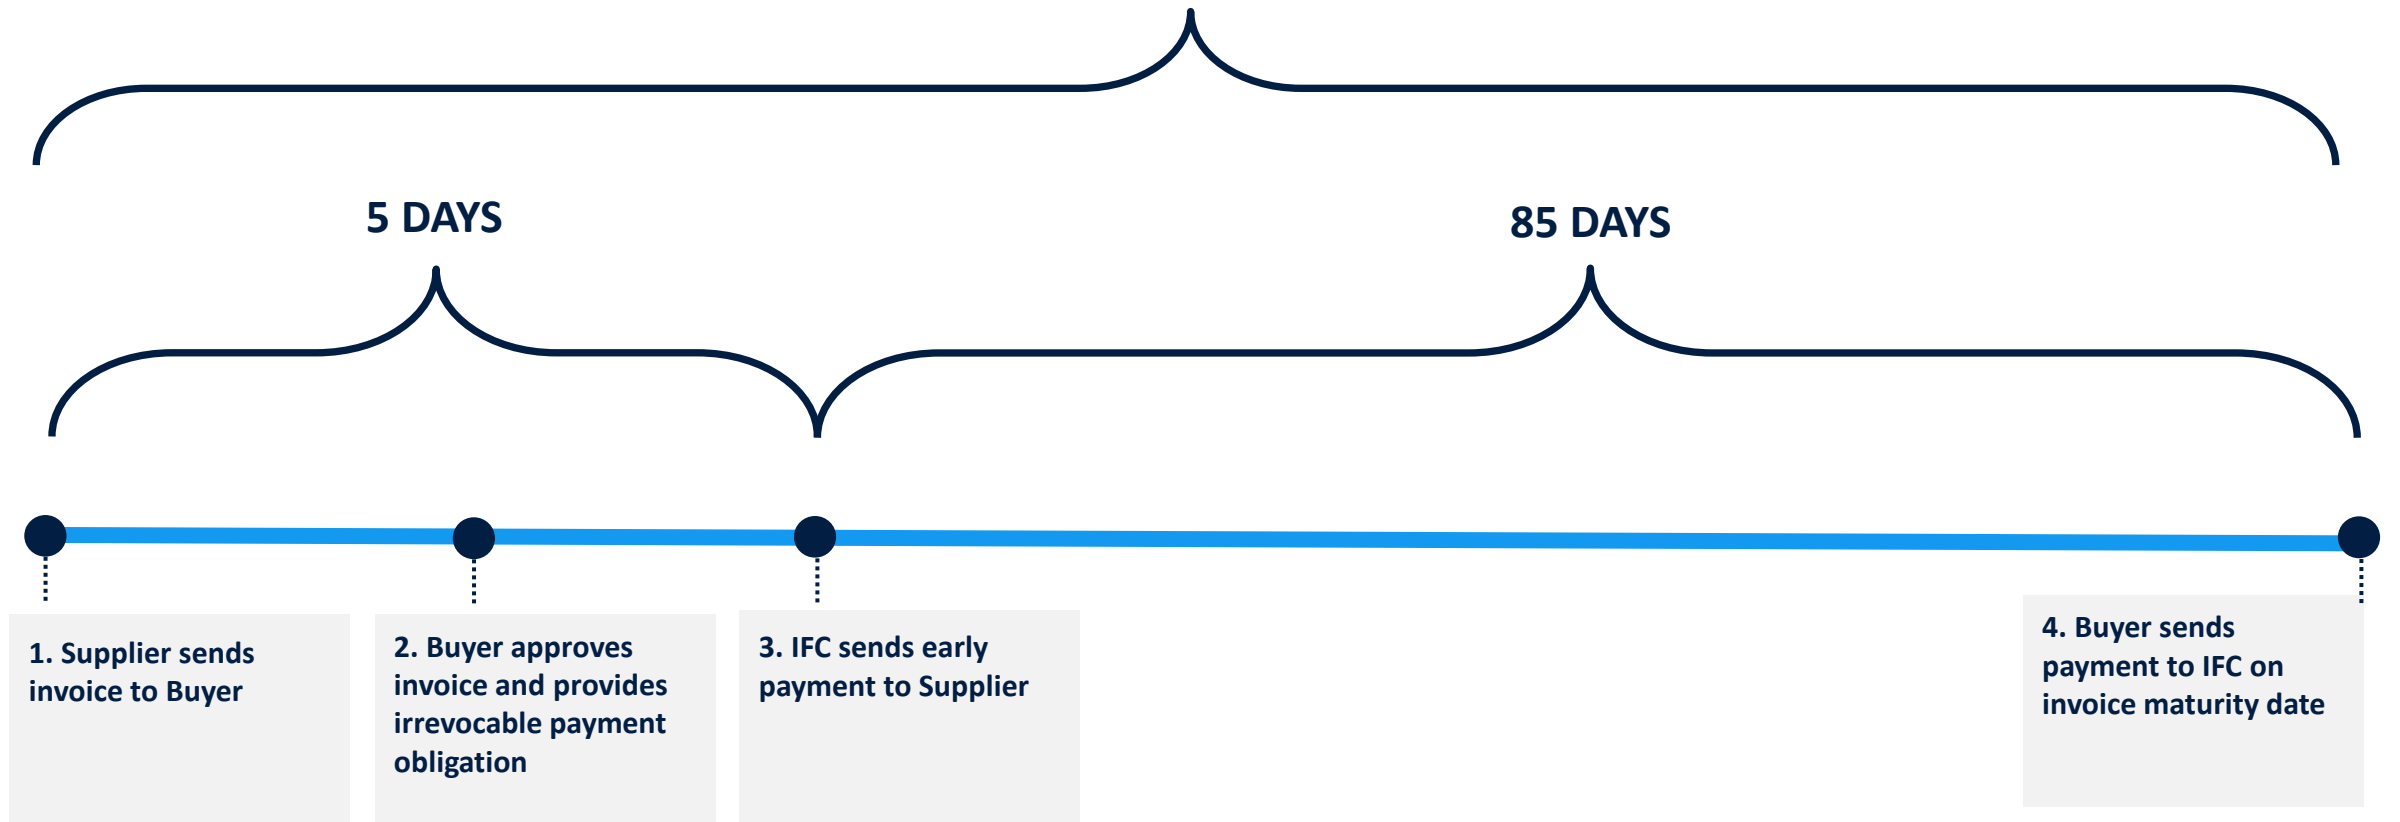 5 DAYS
85 DAYS
1. Supplier sends
invoice to Buyer
2. Buyer approves
invoice and provides
irrevocable payment
obligation
3. IFC sends early
payment to Supplier
4. Buyer sends
payment to IFC on
invoice maturity date